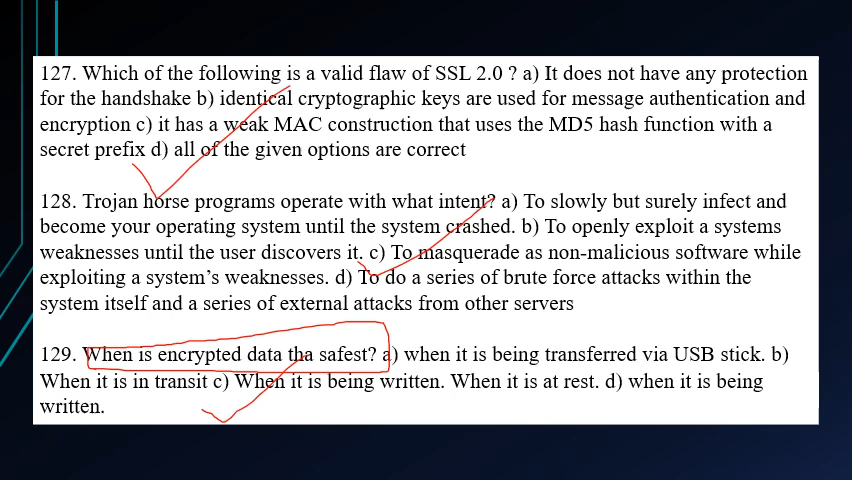 127. Which of the following is a valid flaw of SSL 2.0 ? a) It does not have any protection
for the handshake b) identical cryptographic keys are used for message authentication and
encryption c) it has a weak MAC construction that uses the MD5 hash function with a
secret prefix d) all of the given options are correct
128. Trojan horse programs operate with what intent? a) To slowly but surely infect and
become your operating system until the system crashed. b) To openly exploit a systems
weaknesses until the user discovers it. c) To masquerade as non-malicious software while
exploiting a system’s weaknesses. d) To do a series of brute force attacks within the
system itself and a series of external attacks from other servers
129. When is encrypted data tha safest? a) when it is being transferred via USB stick. b)
When it is in transit c) When it is being written. When it is at rest. d) when it is being
written.